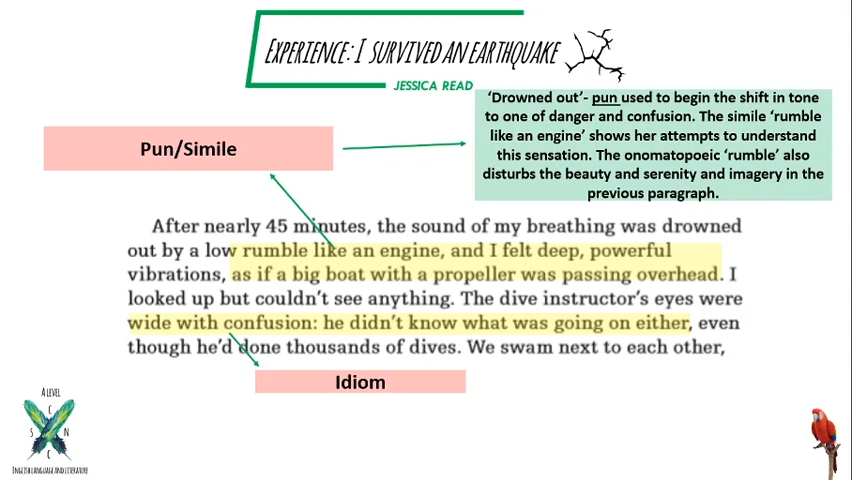 EXPERIENCE: I SURVIVED AN EARTHQUAKE
JESSICA READ
‘Drowned out’- pun used to begin the shift in tone
to one of danger and confusion. The simile ‘rumble
like an engine’ shows her attempts to understand
this sensation. The onomatopoeic ‘rumble’ also
disturbs the beauty and serenity and imagery in the
previous paragraph.
Pun/Simile
After nearly 45 minutes, the sound of my breathing was drowned
out by a low rumble like an engine, and I felt deep, powerful
vibrations, as if a big boat with a propeller was passing overhead. I
looked up but couldn’t see anything. The dive instructor’s eyes were
wide with confusion: he didn’t know what was going on either, even
though he’d done thousands of dives. We swam next to each other,
Idiom
A LEVEL
C
S N
C
ENGLISH LANGUAGE AND LITERATURE